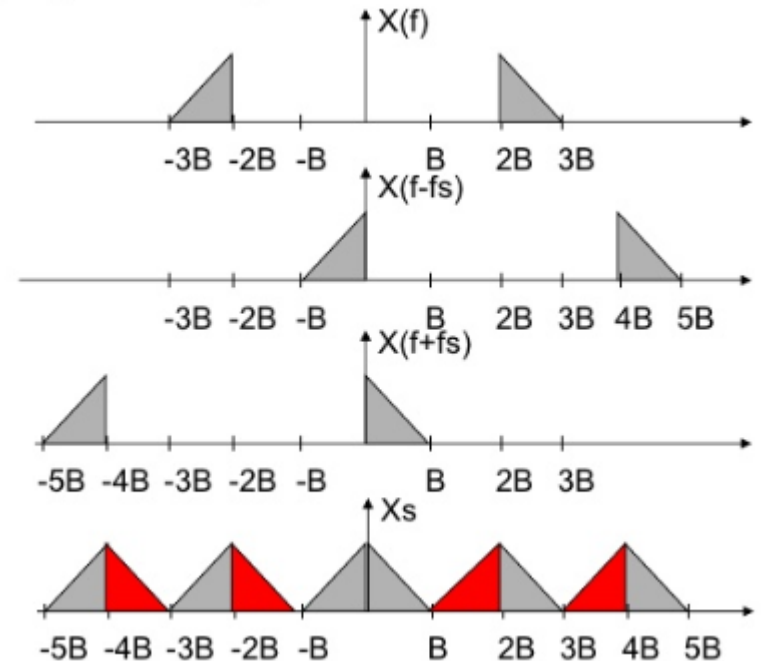 X(f)
-3B -2B -B B 2B 3B
X(f-fs)
-3B -2B -B B 2B 3B 4B 5B
X(f+fs)
-5B -4B -3B -2B -B B 2B 3B
Xs
-5B -4B -3B -2B -B B 2B 3B 4B 5B